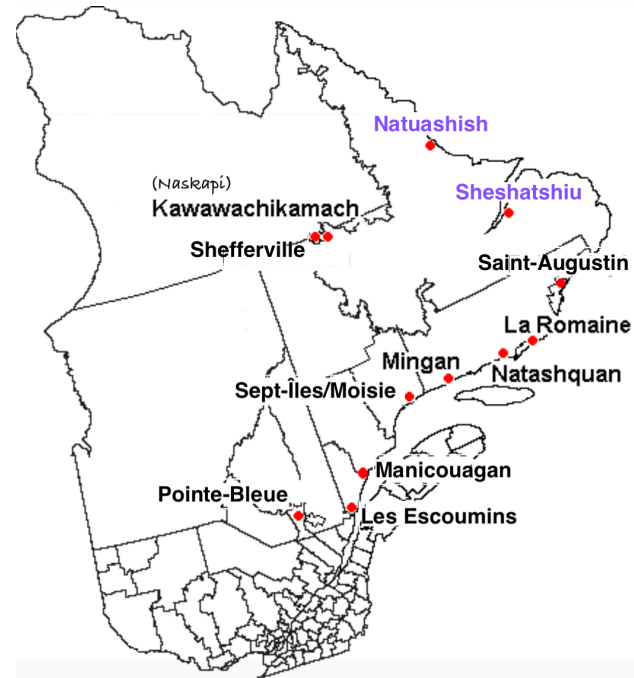 Natuashish
(Naskapi)
Sheshatshiu
Kawawachikamach
Shefferville
Saint-Augustin
La Romaine
Mingan
Natashquan
Sept-Îles/Moisie
Manicouagan
Pointe-Bleue
Les Escoumins